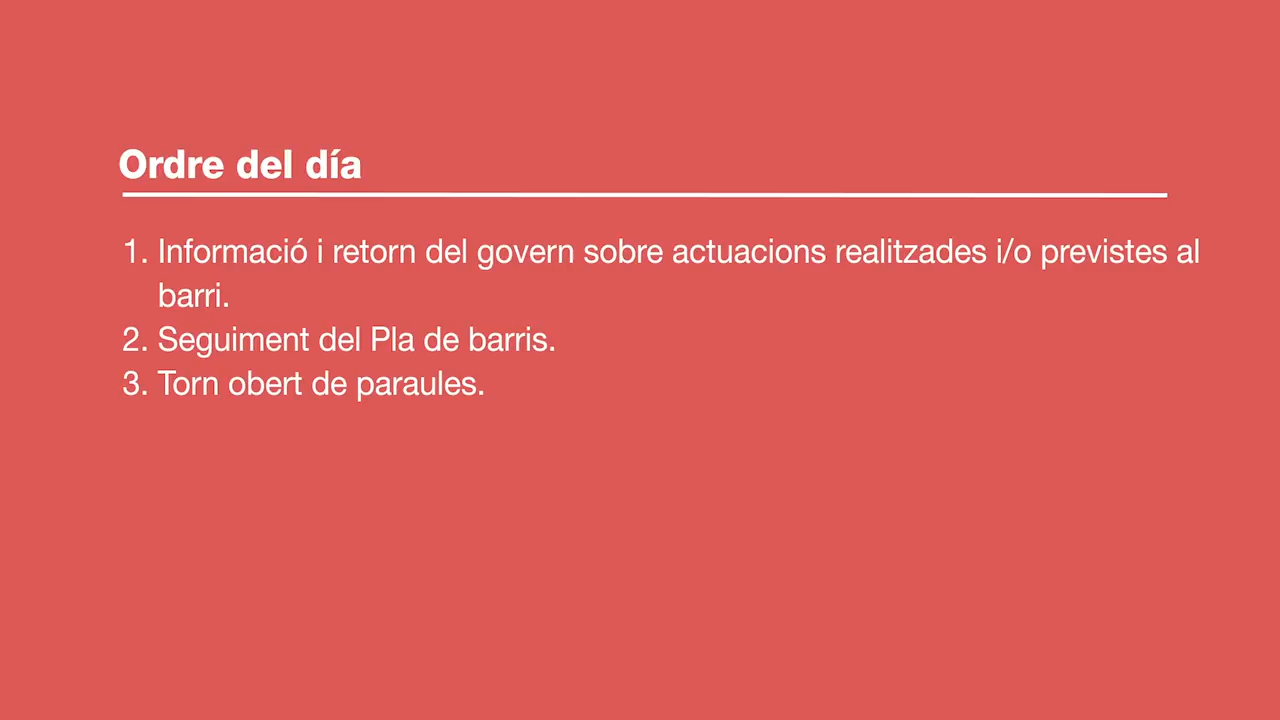 Ordre del día
1. Informació i retorn del govern sobre actuacions realitzades i/o previstes al
barri.
2. Seguiment del Pla de barris.
3. Torn obert de paraules.